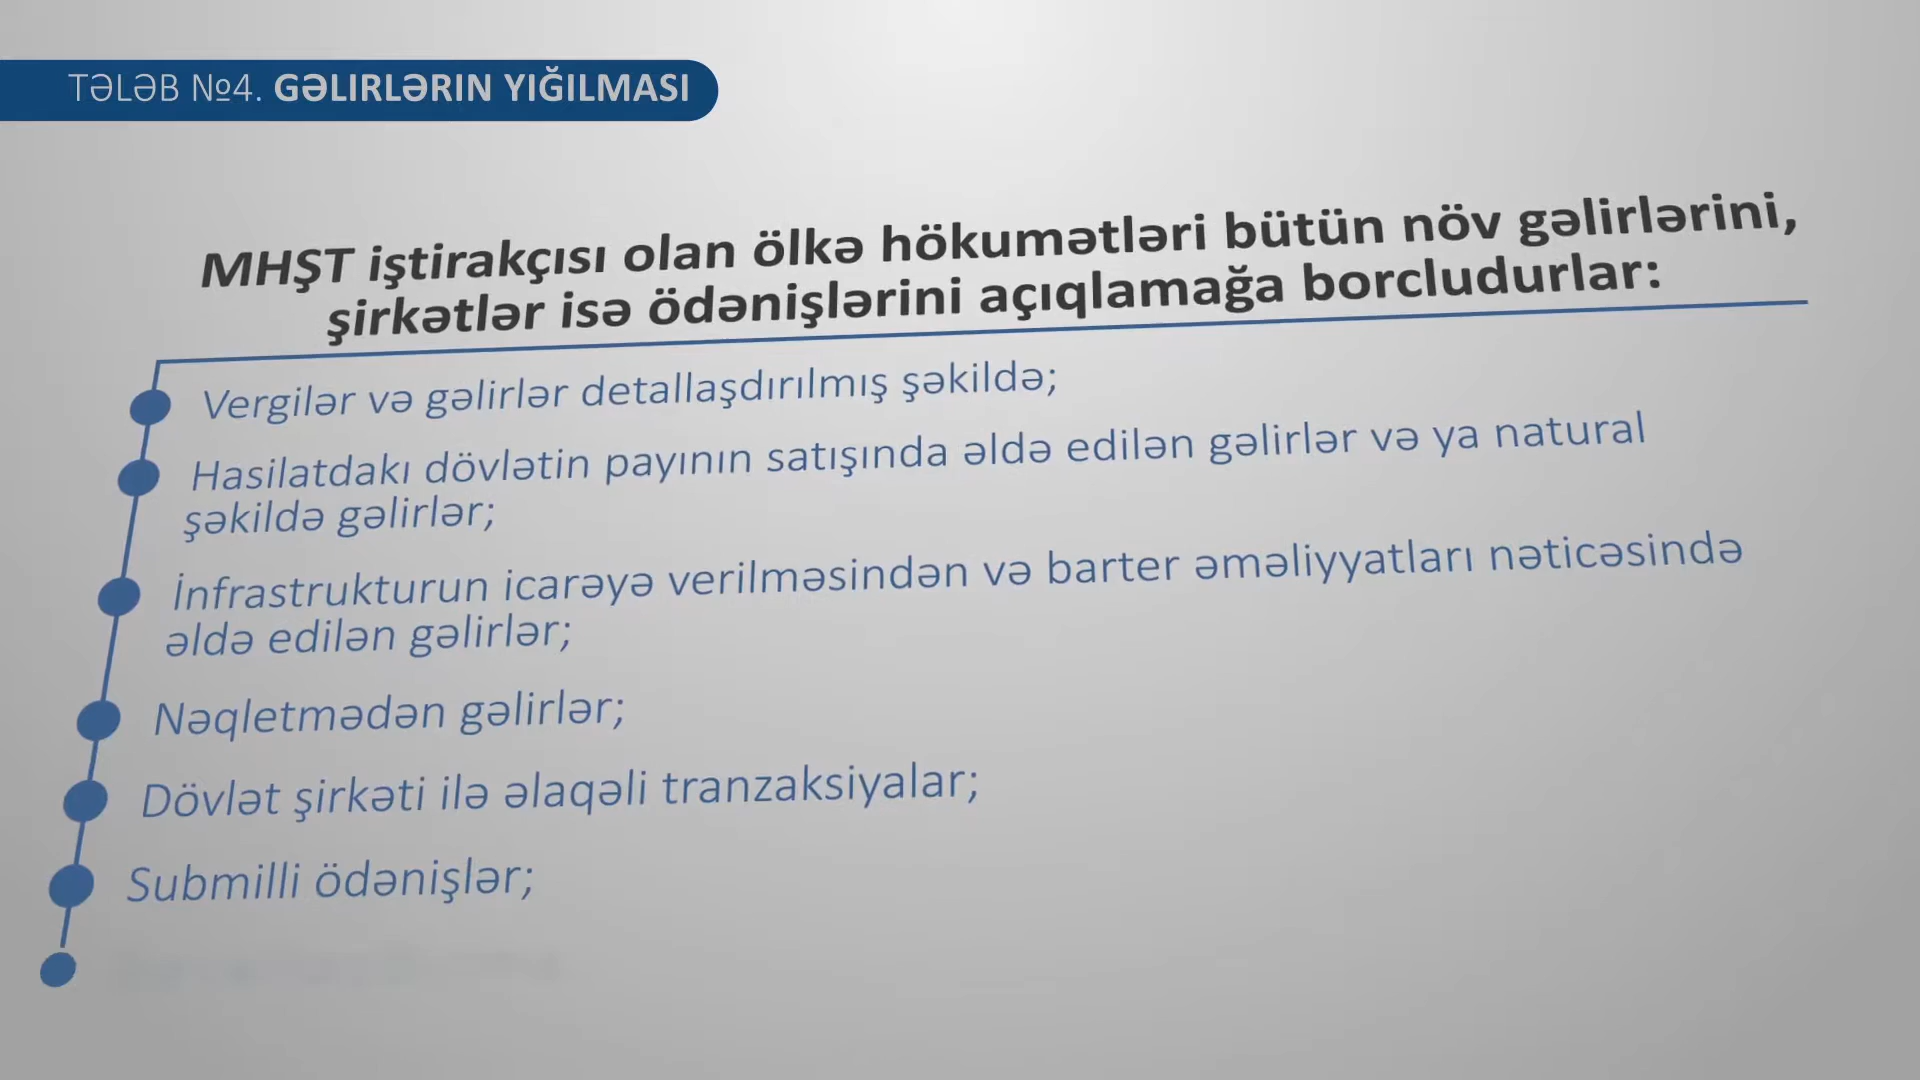 TƏLƏB №4. GƏLIRLƏRIN YIĞILMASI
MHŞT iştirakçısı olan ölkə hökumətləri bütün növ gəlirlərini,
şirkətlər isə ödənişlərini açıqlamağa borcludurlar:
Vergilər və gəlirlər detallaşdırılmış şəkildə;
Hasilatdakı dövlətin payının satışında əldə edilən gəlirlər və ya natural
şəkildə gəlirlər;
İnfrastrukturun icarəyə verilməsindən və barter əməliyyatları nəticəsində
əldə edilən gəlirlər;
Nəqletmədən gəlirlər;
Dövlət şirkəti ilə əlaqəli tranzaksiyalar;
Submilli ödənişlər;